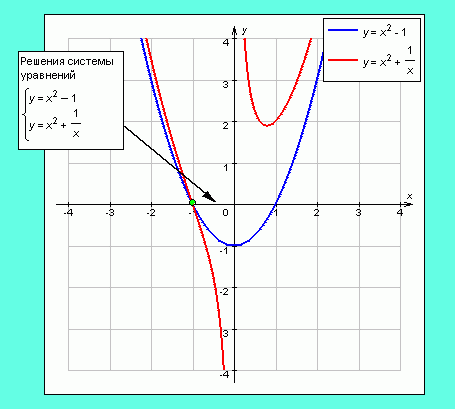 y = x² - 1
y = x² + 1/x
Решения системы
уравнений
y = x² – 1
y = x² + 1/x
y
4
3
2
1
x
-4 -3 -2 -1 0 1 2 3 4
-1
-2
-3
-4